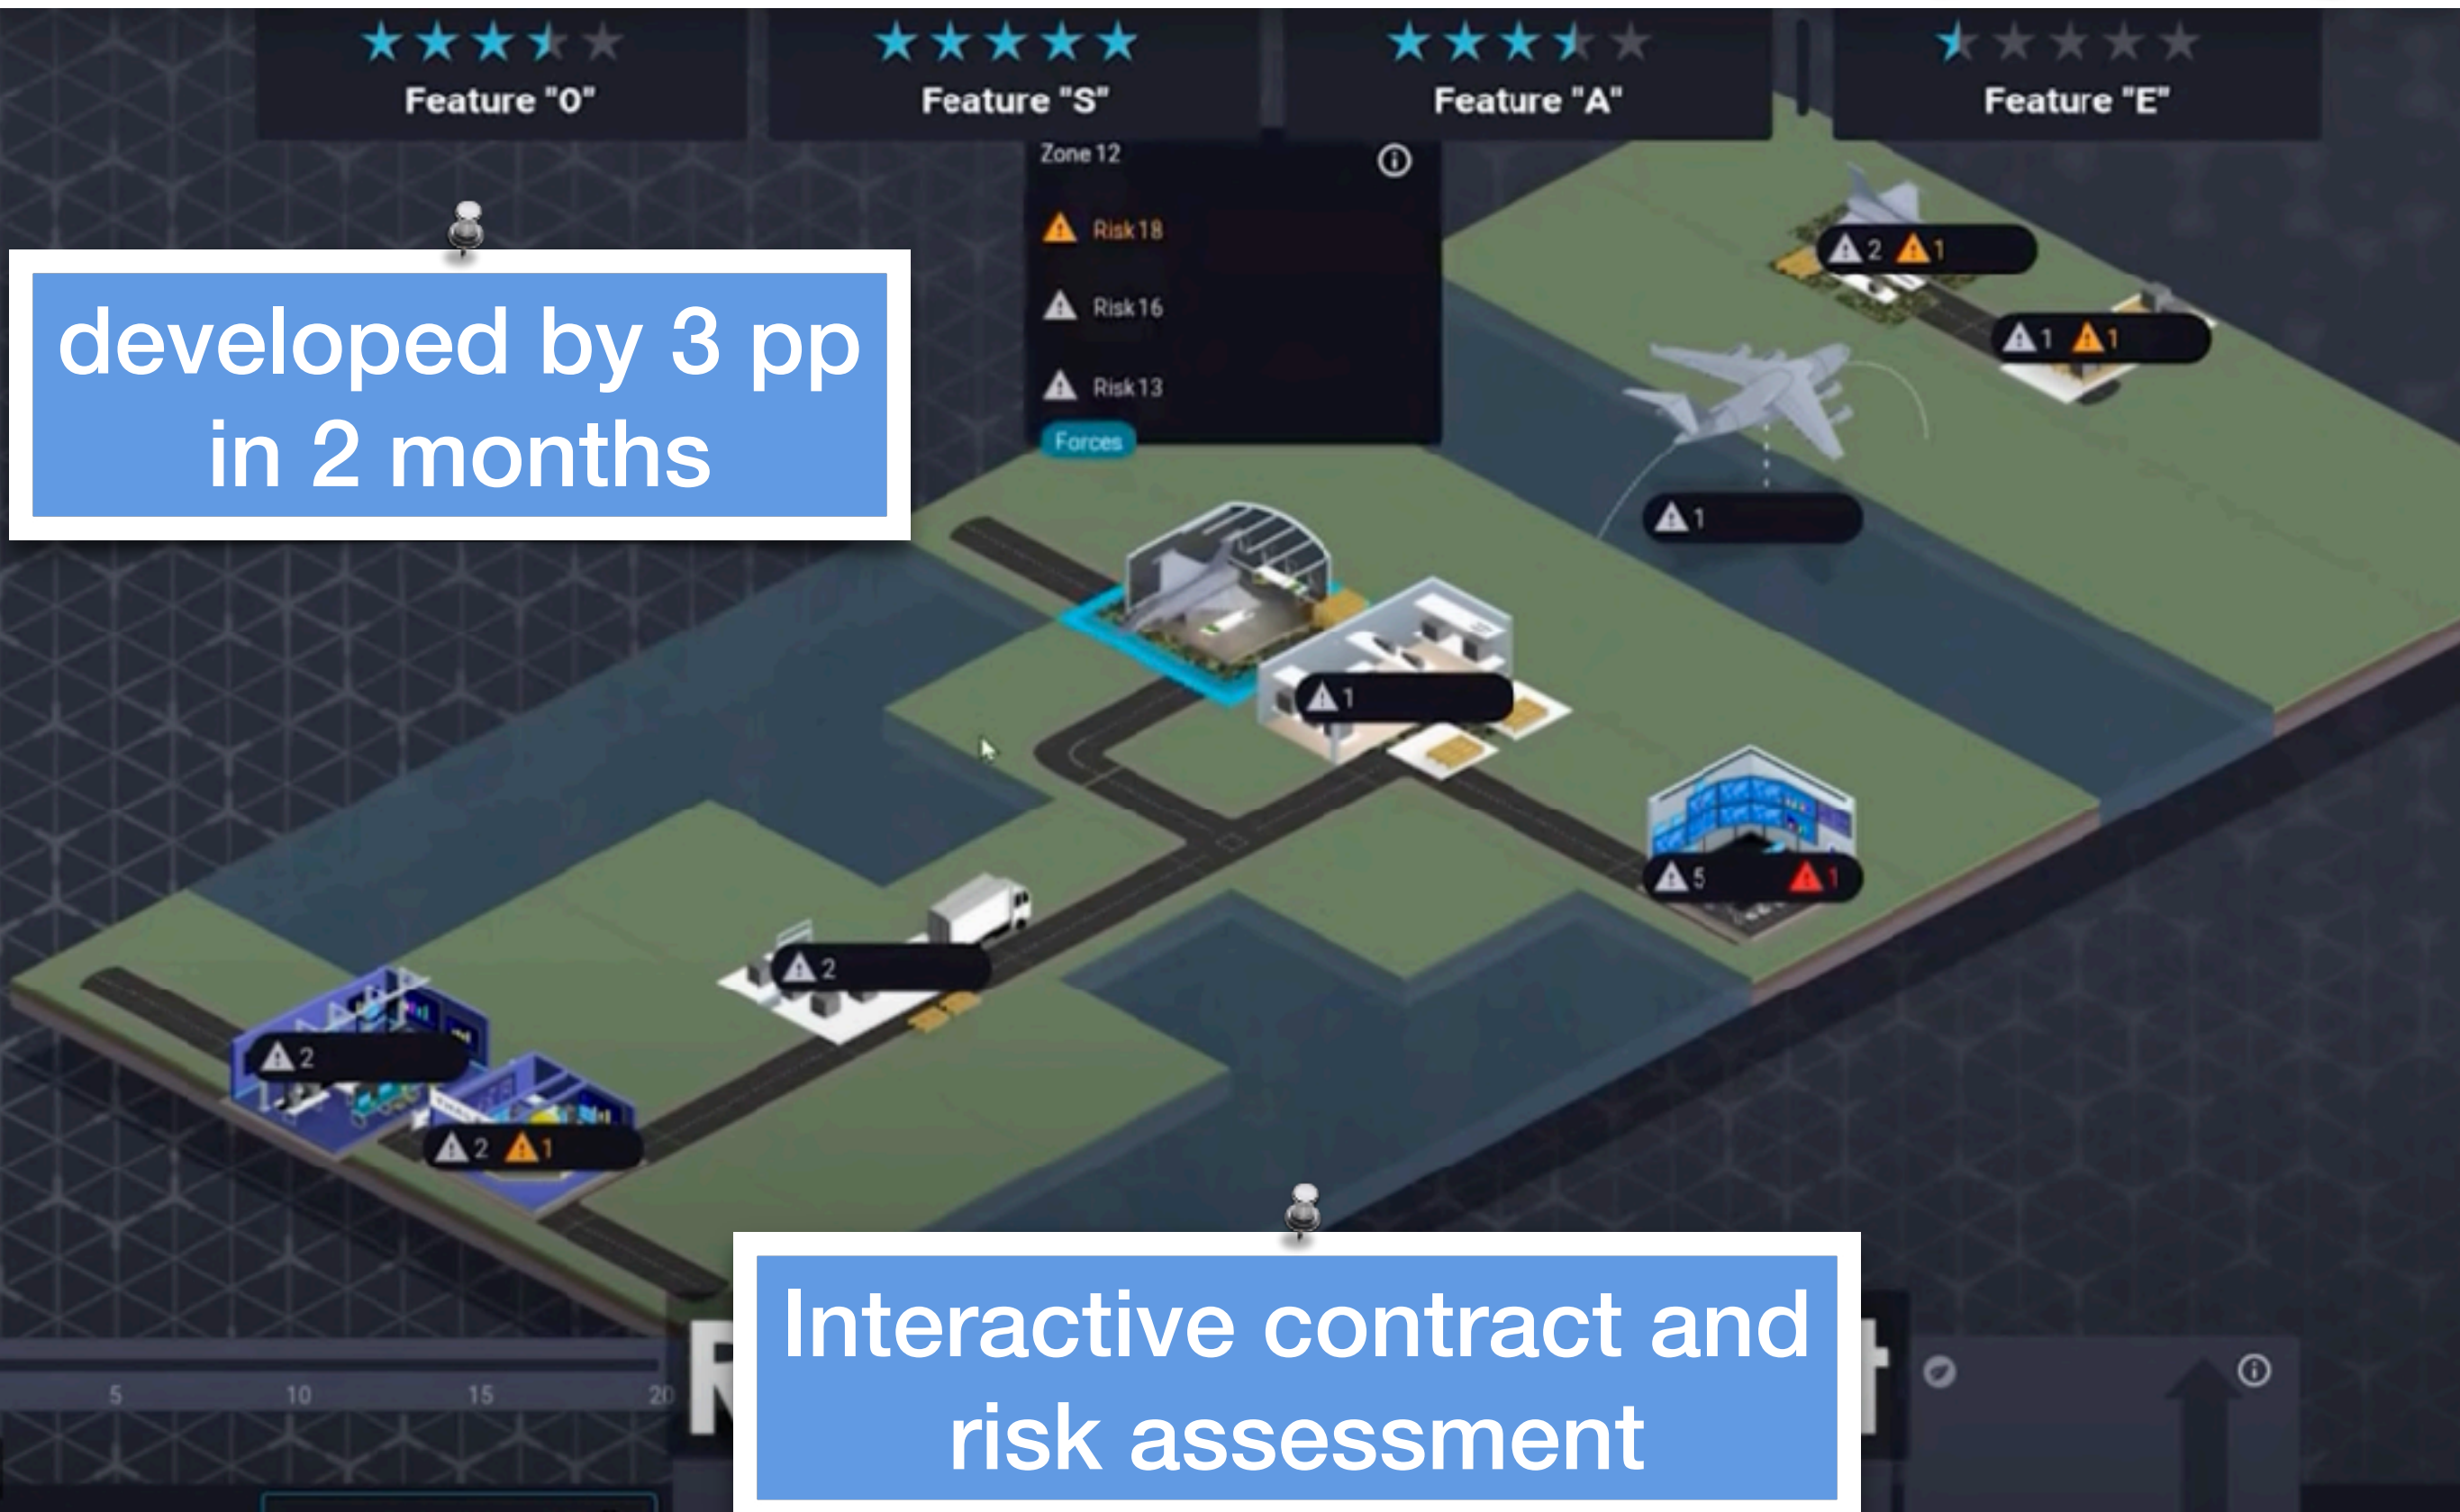 Feature "O"
Feature "S"
Feature "A"
Feature "E"
Zone 12
Risk 18
Risk 16
Risk 13
Forces
developed by 3 pp
in 2 months
2 1
1 1
1
1
5 1
2
2
2 1
Interactive contract and
risk assessment
5 10 15 20